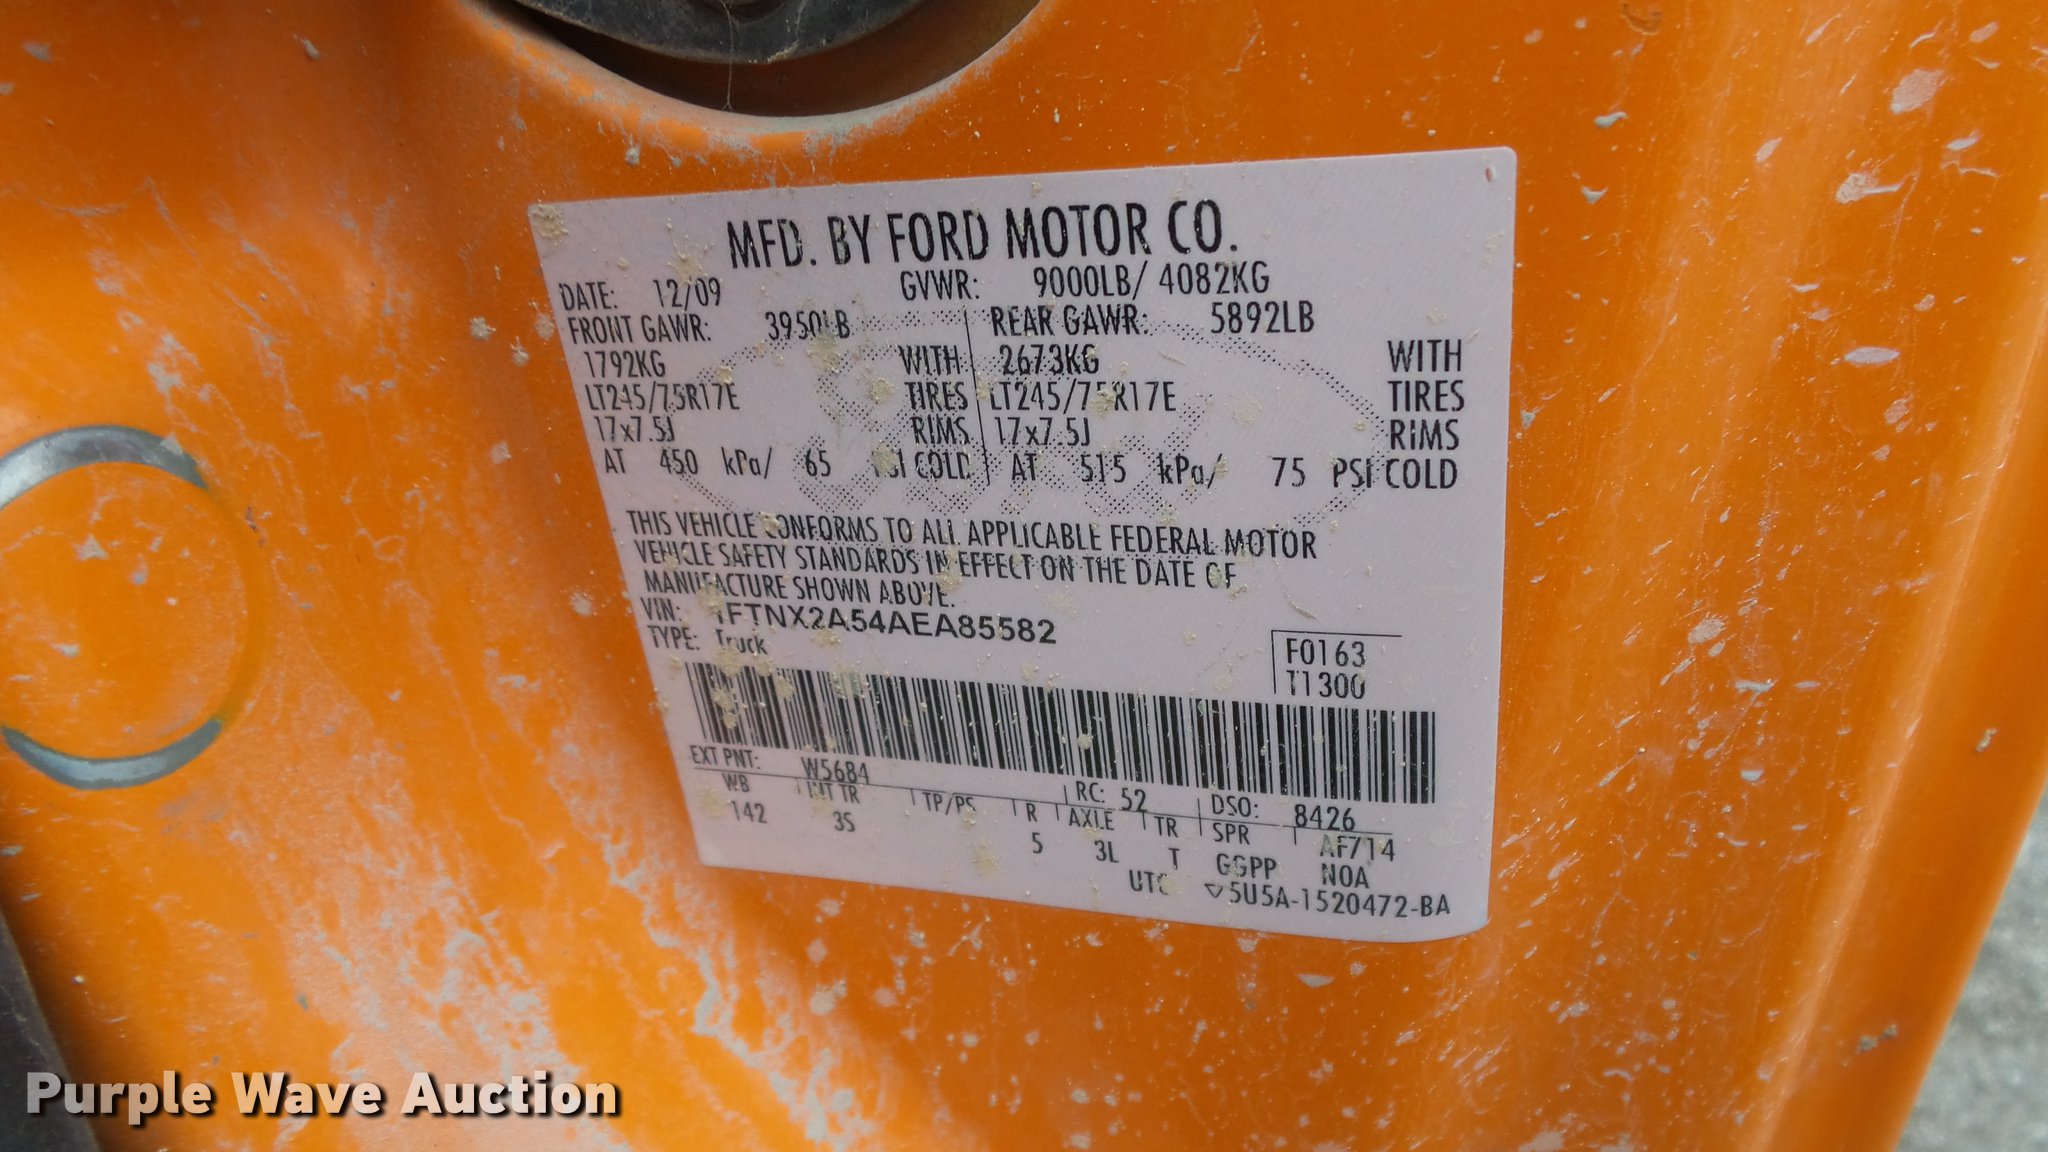 MFD. BY FORD MOTOR CO.
DATE: 12/09 GVWR: 9000LB/ 4082KG
FRONT GAWR: 3950LB REAR GAWR: 5892LB
1792KG WITH 2673KG WITH
LT245/75R17E TIRES LT245/75R17E TIRES
17x7.5J RIMS 17x7.5J RIMS
AT 450 kPa/ 65 PSI COLD AT 515 kPa/ 75 PSI COLD
THIS VEHICLE CONFORMS TO ALL APPLICABLE FEDERAL MOTOR
VEHICLE SAFETY STANDARDS IN EFFECT ON THE DATE OF
MANUFACTURE SHOWN ABOVE.
VIN: 1FTNX2A54AEA85582
TYPE: Truck
F0163
T1300
EXT PNT: W5684 RC: 52 DSO: 8426
WB INT TR TP/PS R AXLE TR SPR AF714
142 3S 5 3L T GGPP NOA
UTC ▽5U5A-1520472-BA
Purple Wave Auction